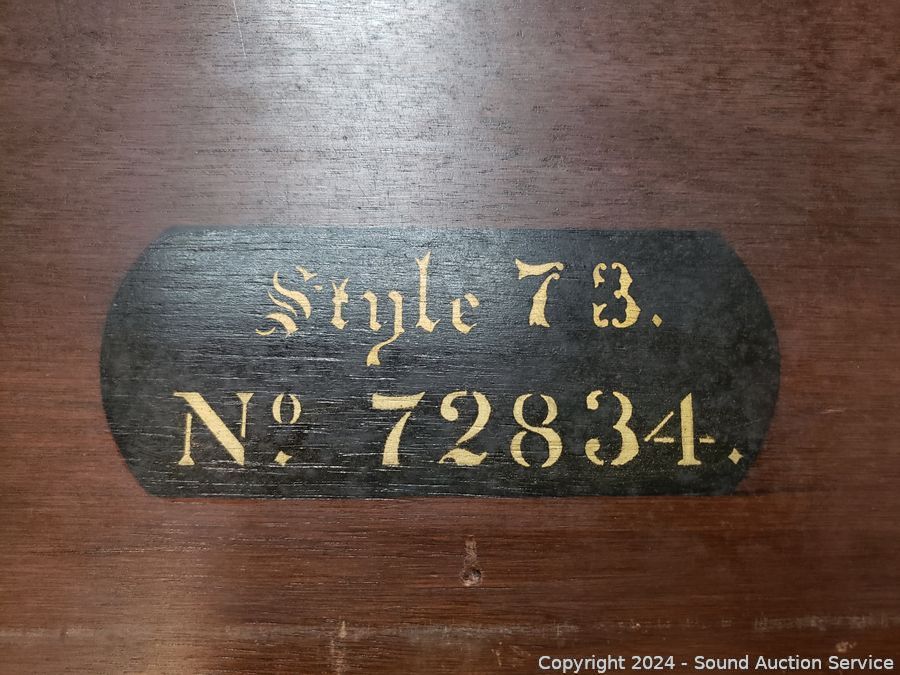 Style 73.
Nº. 72834.
Copyright 2024 - Sound Auction Service